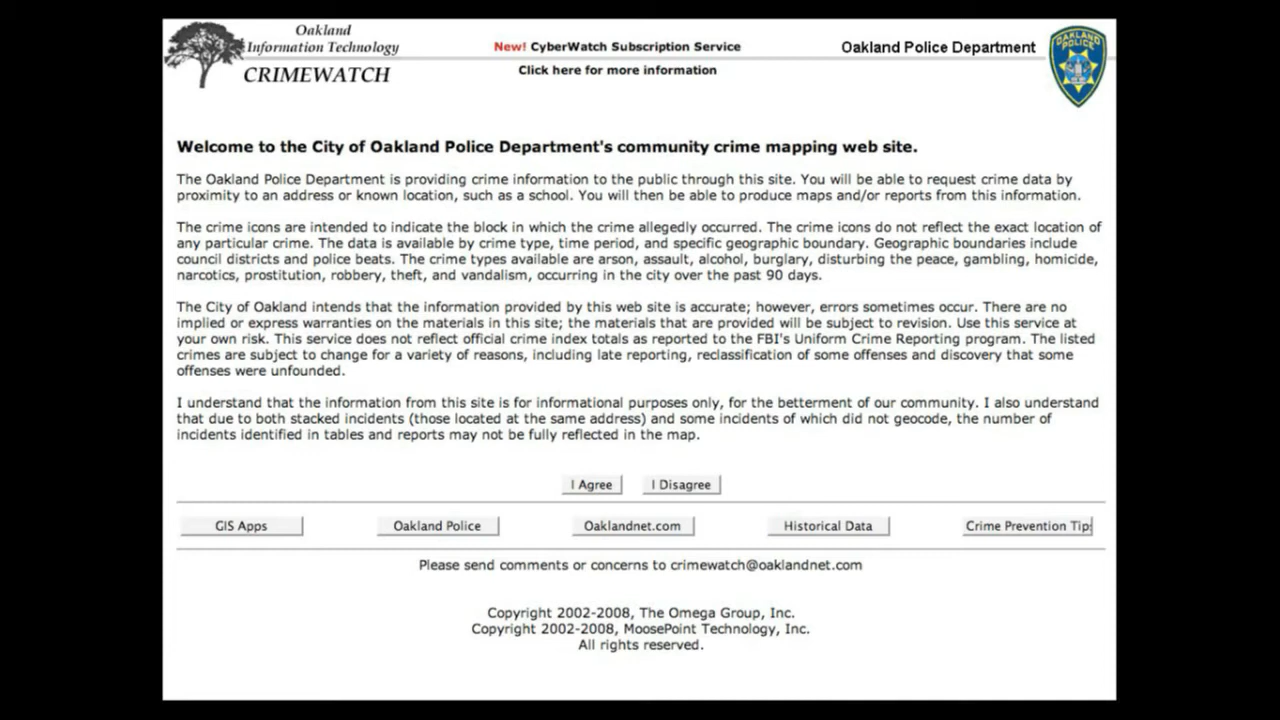 Oakland
Information Technology
CRIMEWATCH
New! CyberWatch Subscription Service
Click here for more information
Oakland Police Department
OAKLAND
POLICE
Welcome to the City of Oakland Police Department's community crime mapping web site.
The Oakland Police Department is providing crime information to the public through this site. You will be able to request crime data by
proximity to an address or known location, such as a school. You will then be able to produce maps and/or reports from this information.
The crime icons are intended to indicate the block in which the crime allegedly occurred. The crime icons do not reflect the exact location of
any particular crime. The data is available by crime type, time period, and specific geographic boundary. Geographic boundaries include
council districts and police beats. The crime types available are arson, assault, alcohol, burglary, disturbing the peace, gambling, homicide,
narcotics, prostitution, robbery, theft, and vandalism, occurring in the city over the past 90 days.
The City of Oakland intends that the information provided by this web site is accurate; however, errors sometimes occur. There are no
implied or express warranties on the materials in this site; the materials that are provided will be subject to revision. Use this service at
your own risk. This service does not reflect official crime index totals as reported to the FBI's Uniform Crime Reporting program. The listed
crimes are subject to change for a variety of reasons, including late reporting, reclassification of some offenses and discovery that some
offenses were unfounded.
I understand that the information from this site is for informational purposes only, for the betterment of our community. I also understand
that due to both stacked incidents (those located at the same address) and some incidents of which did not geocode, the number of
incidents identified in tables and reports may not be fully reflected in the map.
I Agree
I Disagree
GIS Apps
Oakland Police
Oaklandnet.com
Historical Data
Crime Prevention Tips
Please send comments or concerns to crimewatch@oaklandnet.com
Copyright 2002-2008, The Omega Group, Inc.
Copyright 2002-2008, MoosePoint Technology, Inc.
All rights reserved.